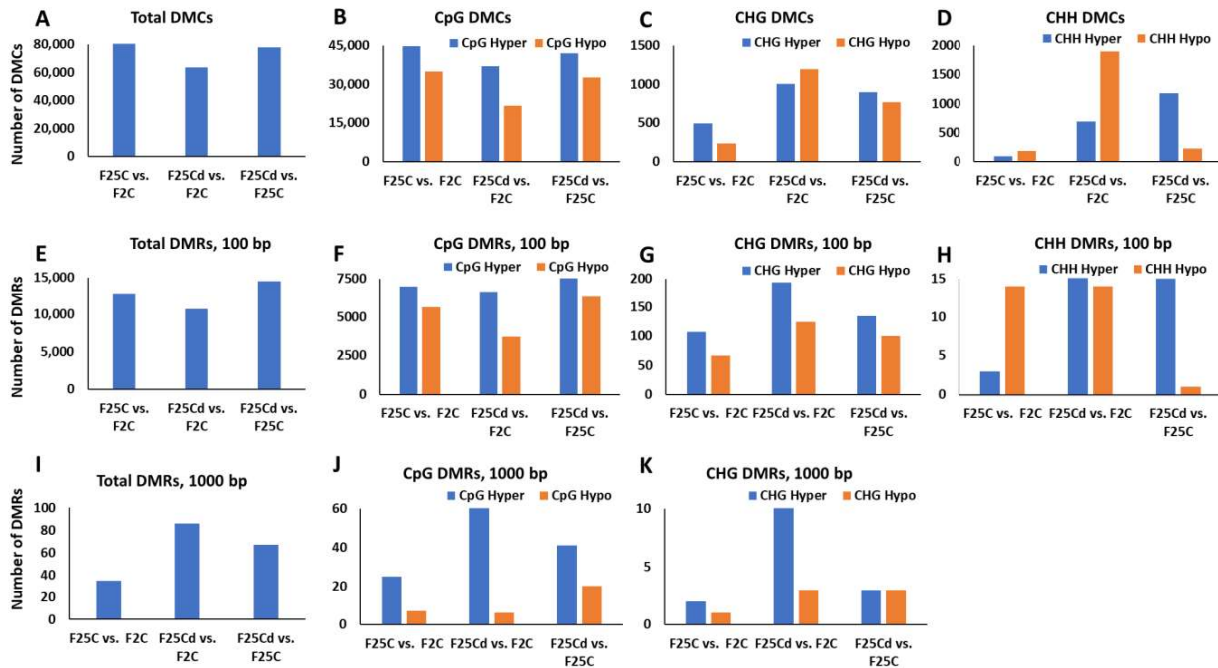 A
Total DMCs
Number of DMCs
80,000
60,000
40,000
20,000
0
F25C vs.
F2C
F25Cd vs.
F2C
F25Cd vs.
F25C
B
CpG DMCs
CpG Hyper
CpG Hypo
45,000
30,000
15,000
0
F25C vs. F2C
F25Cd vs.
F2C
F25Cd vs.
F25C
C
CHG DMCs
CHG Hyper
CHG Hypo
1500
1000
500
0
F25C vs. F2C
F25Cd vs.
F2C
F25Cd vs.
F25C
D
CHH DMCs
CHH Hyper
CHH Hypo
2000
1500
1000
500
0
F25C vs. F2C
F25Cd vs.
F2C
F25Cd vs.
F25C
E
Total DMRs, 100 bp
Number of DMRs
15,000
10,000
5,000
0
F25C vs.
F2C
F25Cd vs.
F2C
F25Cd vs.
F25C
F
CpG DMRs, 100 bp
CpG Hyper
CpG Hypo
7500
5000
2500
0
F25C vs. F2C
F25Cd vs.
F2C
F25Cd vs.
F25C
G
CHG DMRs, 100 bp
CHG Hyper
CHG Hypo
200
150
100
50
0
F25C vs. F2C
F25Cd vs. F2C
F25Cd vs.
F25C
H
CHH DMRs, 100 bp
CHH Hyper
CHH Hypo
15
10
5
0
F25C vs. F2C
F25Cd vs. F2C
F25Cd vs.
F25C
I
Total DMRs, 1000 bp
Number of DMRs
100
80
60
40
20
0
F25C vs. F2C
F25Cd vs.
F2C
F25Cd vs.
F25C
J
CpG DMRs, 1000 bp
CpG Hyper
CpG Hypo
60
40
20
0
F25C vs. F2C
F25Cd vs. F2C
F25Cd vs.
F25C
K
CHG DMRs, 1000 bp
CHG Hyper
CHG Hypo
10
8
6
4
2
0
F25C vs. F2C
F25Cd vs. F2C
F25Cd vs.
F25C